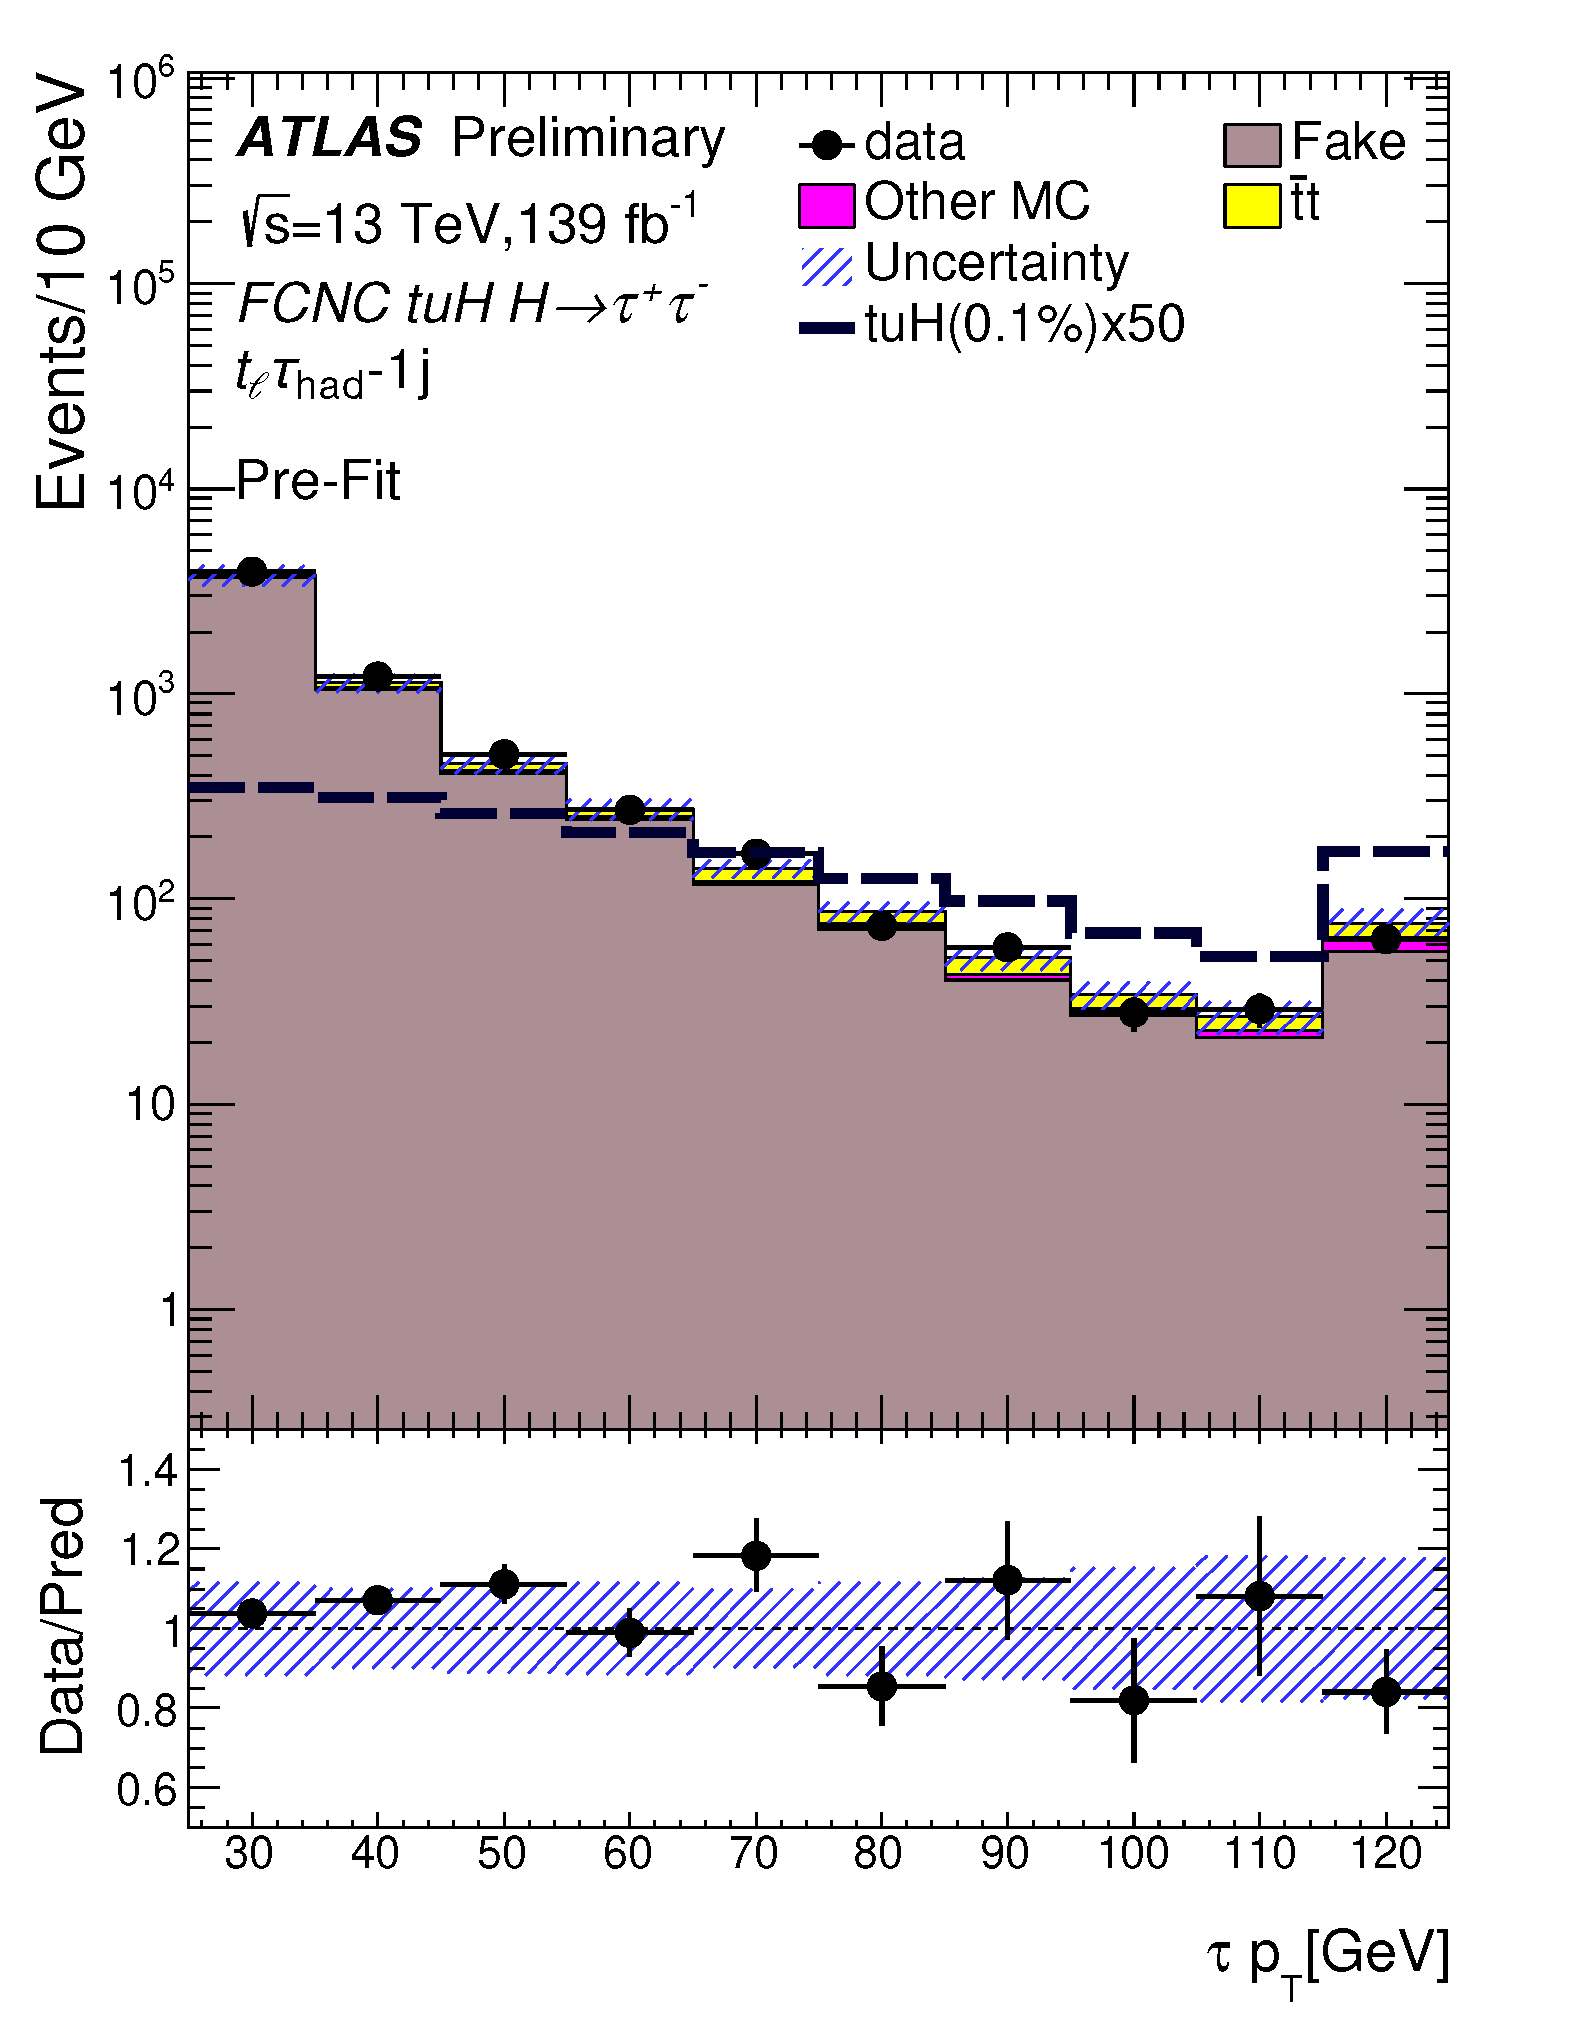 Events/10 GeV
10⁶
10⁵
10⁴
10³
10²
10
1
ATLAS Preliminary
√s=13 TeV,139 fb⁻¹
FCNC tuH H→τ⁺τ⁻
tℓτhad-1j
Pre-Fit
data
Other MC
Uncertainty
tuH(0.1%)x50
Fake
t̄t
Data/Pred
1.4
1.2
1
0.8
0.6
30 40 50 60 70 80 90 100 110 120
τ pT[GeV]